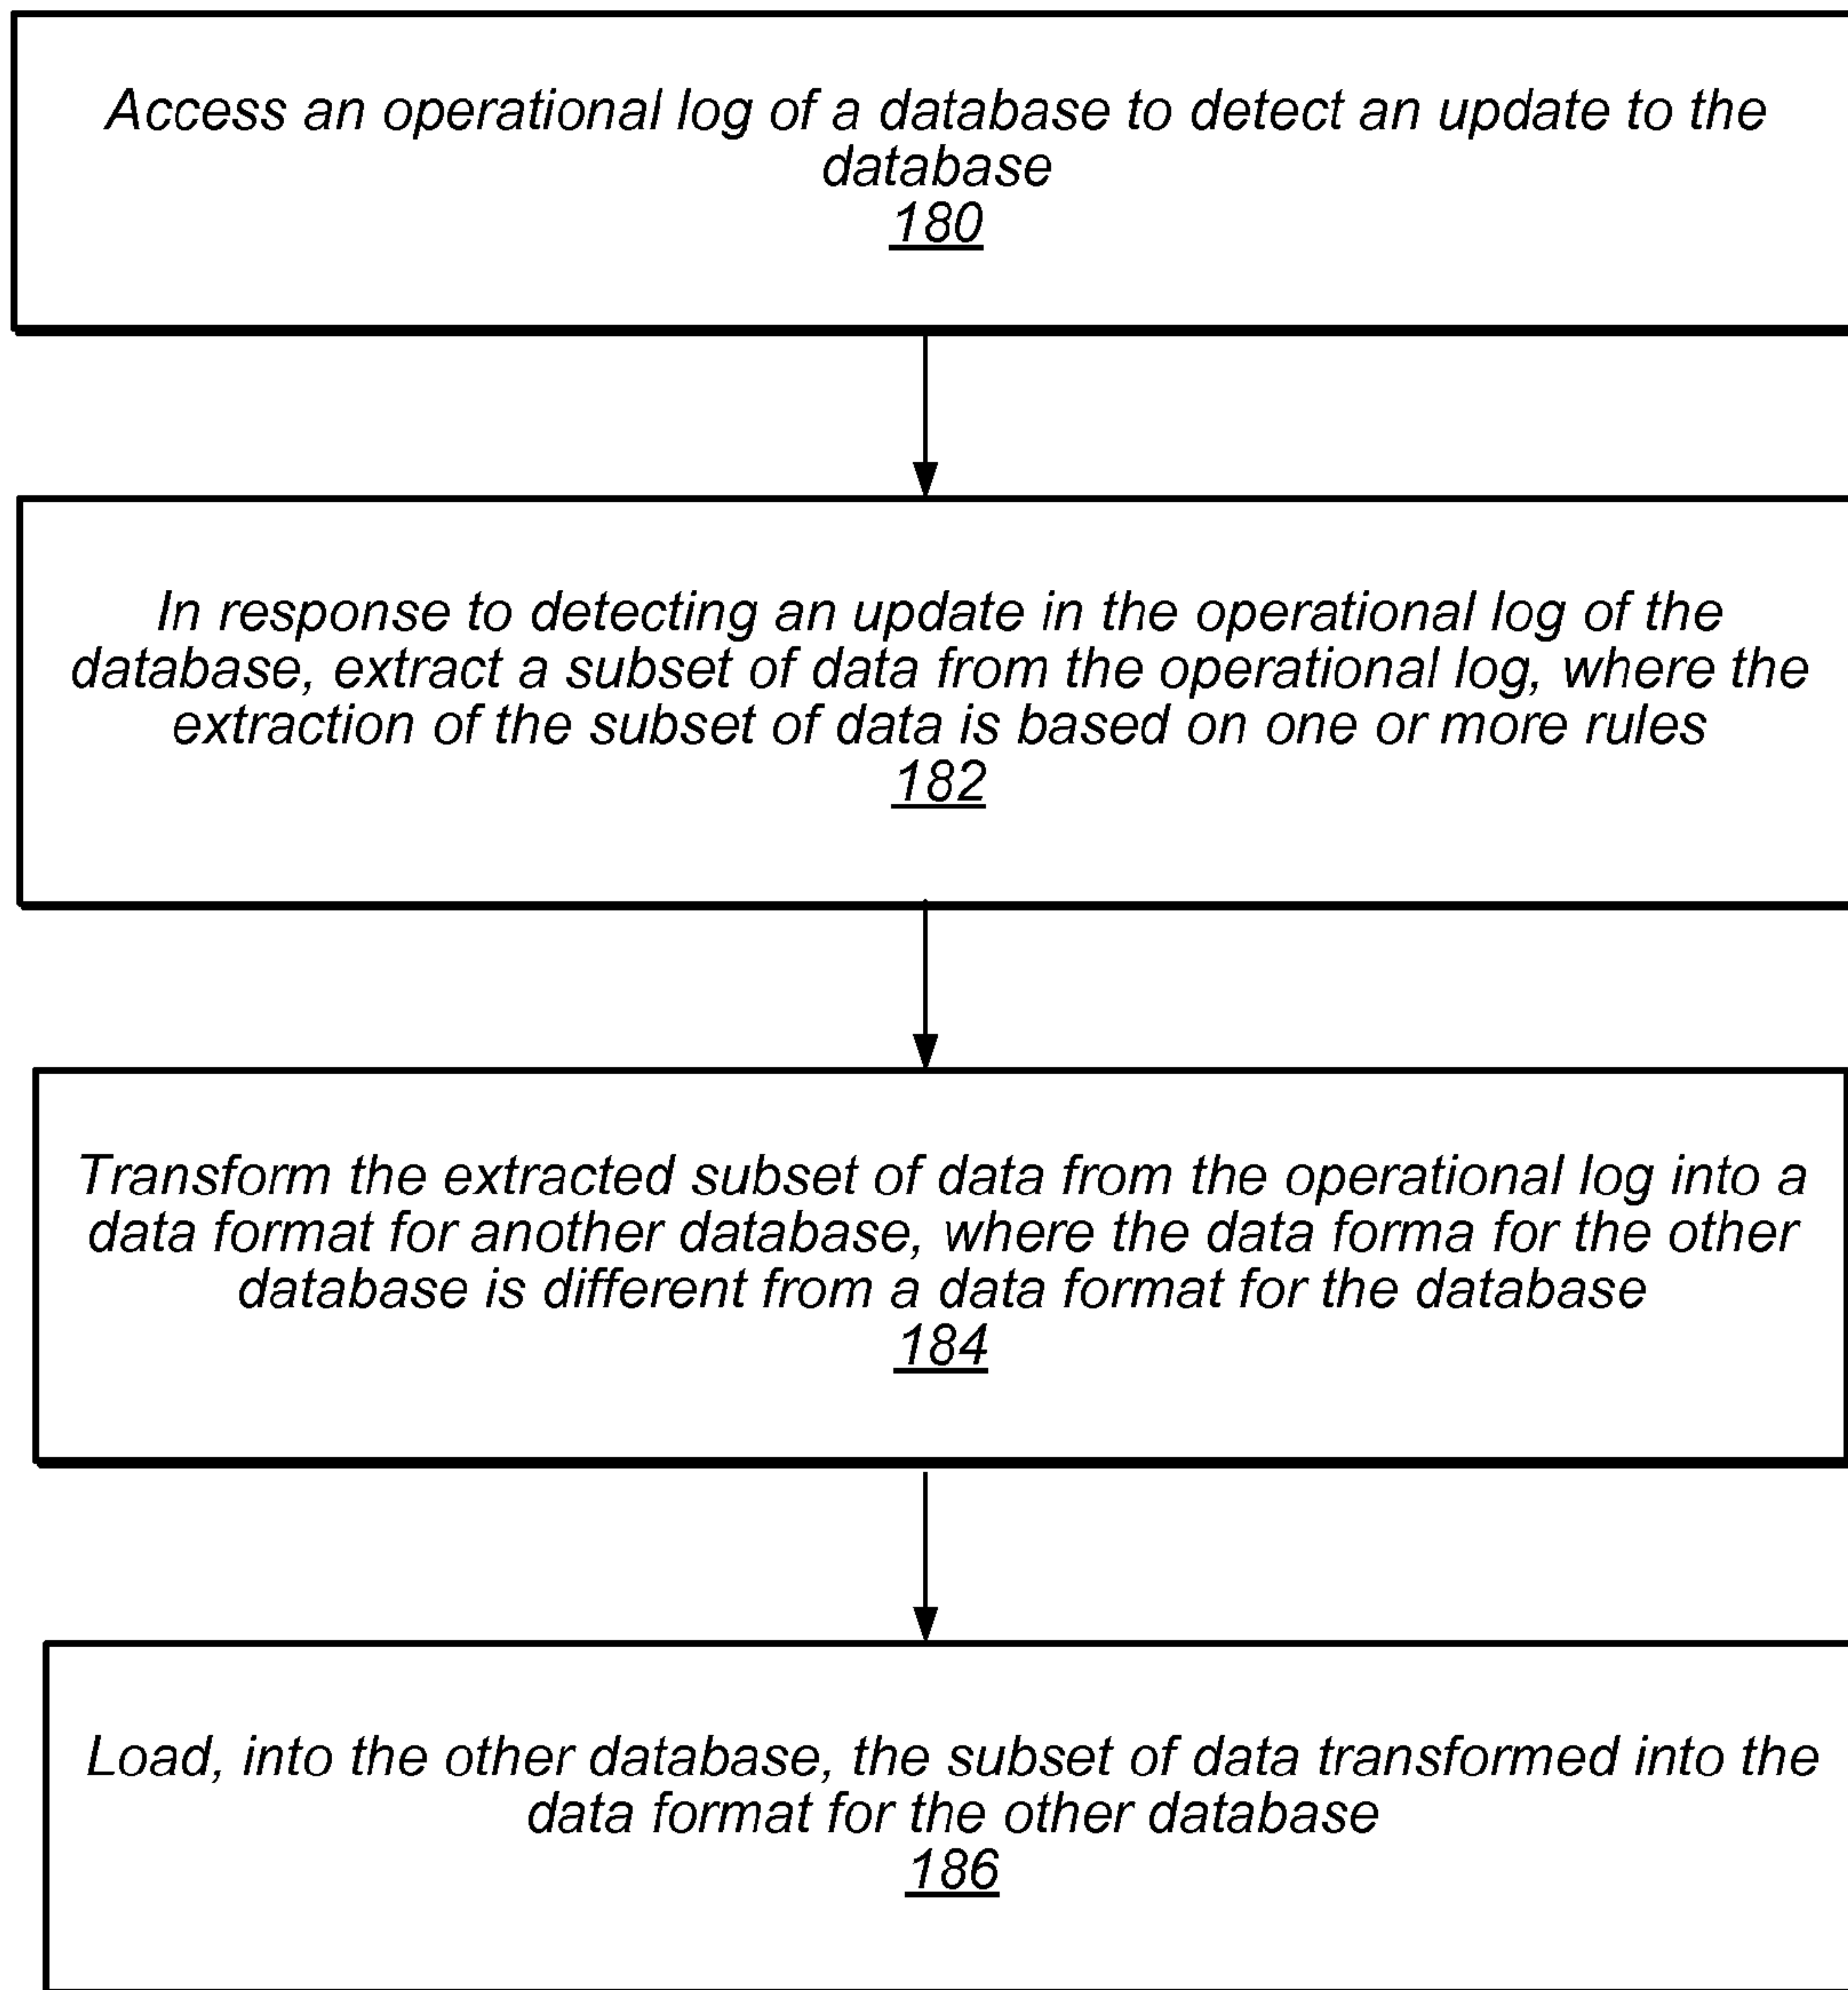 Access an operational log of a database to detect an update to the
database
180
In response to detecting an update in the operational log of the
database, extract a subset of data from the operational log, where the
extraction of the subset of data is based on one or more rules
182
Transform the extracted subset of data from the operational log into a
data format for another database, where the data forma for the other
database is different from a data format for the database
184
Load, into the other database, the subset of data transformed into the
data format for the other database
186